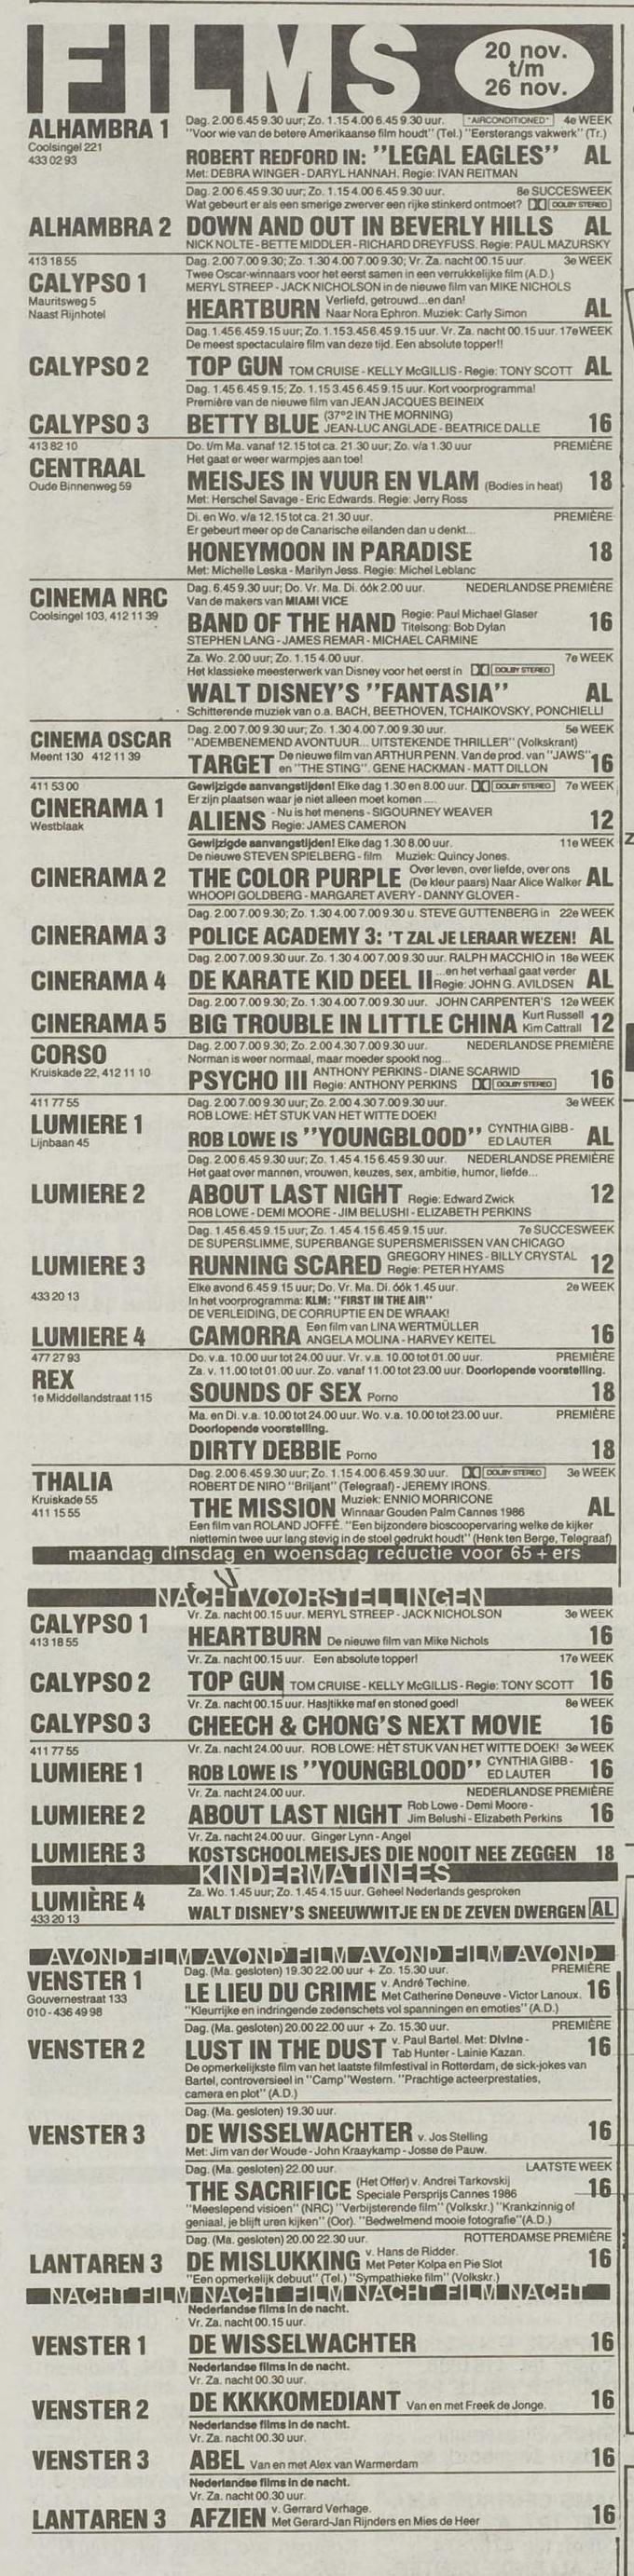 FILMS
20 nov.
t/m
26 nov.
ALHAMBRA 1
Coolsingel 221
433 02 93
Dag. 2.00 6.45 9.30 uur; Zo. 1.15 4.00 6.45 9.30 uur. "AIRCONDITIONED" 4e WEEK
"Voor wie van de betere Amerikaanse film houdt" (Tel.) "Eersterangs vakwerk" (Tr.)
ROBERT REDFORD IN: "LEGAL EAGLES" AL
Met: DEBRA WINGER - DARYL HANNAH. Regie: IVAN REITMAN
Dag. 2.00 6.45 9.30 uur; Zo. 1.15 4.00 6.45 9.30 uur. 8e SUCCESWEEK
Wat gebeurt er als een smerige zwerver een rijke stinkerd ontmoet? DOLBY STEREO
ALHAMBRA 2 DOWN AND OUT IN BEVERLY HILLS AL
NICK NOLTE - BETTE MIDDLER - RICHARD DREYFUSS. Regie: PAUL MAZURSKY
413 18 55
CALYPSO 1
Mauritsweg 5
Naast Rijnhotel
Dag. 2.00 7.00 9.30; Zo. 1.30 4.00 7.00 9.30; Vr. Za. nacht 00.15 uur. 3e WEEK
Twee Oscar-winnaars voor het eerst samen in een verrukkelijke film (A.D.)
MERYL STREEP - JACK NICHOLSON in de nieuwe film van MIKE NICHOLS
HEARTBURN Verliefd, getrouwd...en dan! AL
Naar Nora Ephron. Muziek: Carly Simon
Dag. 1.45 6.45 9.15 uur; Zo. 1.15 3.45 6.45 9.15 uur. Vr. Za. nacht 00.15 uur. 17e WEEK
De meest spectaculaire film van deze tijd. Een absolute topper!!
CALYPSO 2 TOP GUN TOM CRUISE - KELLY McGILLIS - Regie: TONY SCOTT AL
Dag. 1.45 6.45 9.15; Zo. 1.15 3.45 6.45 9.15 uur. Kort voorprogramma!
Première van de nieuwe film van JEAN JACQUES BEINEIX
CALYPSO 3 BETTY BLUE (37°2 IN THE MORNING) 16
JEAN-LUC ANGLADE - BEATRICE DALLE
413 82 10
CENTRAAL
Oude Binnenweg 59
Do. t/m Ma. vanaf 12.15 tot ca. 21.30 uur; Zo. v/a 1.30 uur PREMIÈRE
Het gaat er weer warmpjes aan toe!
MEISJES IN VUUR EN VLAM (Bodies in heat) 18
Met: Herschel Savage - Eric Edwards. Regie: Jerry Ross
Di. en Wo. v/a 12.15 tot ca. 21.30 uur. PREMIÈRE
Er gebeurt meer op de Canarische eilanden dan u denkt...
HONEYMOON IN PARADISE 18
Met: Michelle Leska - Marilyn Jess. Regie: Michel Leblanc
CINEMA NRC
Coolsingel 103, 412 11 39
Dag. 6.45 9.30 uur; Do. Vr. Ma. Di. óók 2.00 uur. NEDERLANDSE PREMIÈRE
Van de makers van MIAMI VICE
BAND OF THE HAND Regie: Paul Michael Glaser 16
Titelsong: Bob Dylan
STEPHEN LANG - JAMES REMAR - MICHAEL CARMINE
Za. Wo. 2.00 uur; Zo. 1.15 4.00 uur. 7e WEEK
Het klassieke meesterwerk van Disney voor het eerst in DOLBY STEREO
WALT DISNEY'S "FANTASIA" AL
Schitterende muziek van o.a. BACH, BEETHOVEN, TCHAIKOVSKY, PONCHIELLI
CINEMA OSCAR
Meent 130 412 11 39
Dag. 2.00 7.00 9.30 uur; Zo. 1.30 4.00 7.00 9.30 uur. 5e WEEK
"ADEMBENEMEND AVONTUUR... UITSTEKENDE THRILLER" (Volkskrant)
TARGET De nieuwe film van ARTHUR PENN. Van de prod. van "JAWS" 16
en "THE STING". GENE HACKMAN - MATT DILLON
411 53 00
CINERAMA 1
Westblaak
Gewijzigde aanvangstijden! Elke dag 1.30 en 8.00 uur. DOLBY STEREO 7e WEEK
Er zijn plaatsen waar je niet alleen moet komen ....
ALIENS - Nu is het menens - SIGOURNEY WEAVER 12
Regie: JAMES CAMERON
Gewijzigde aanvangstijden! Elke dag 1.30 8.00 uur. 11e WEEK
De nieuwe STEVEN SPIELBERG - film Muziek: Quincy Jones.
CINERAMA 2 THE COLOR PURPLE Over leven, over liefde, over ons AL
(De kleur paars) Naar Alice Walker
WHOOPI GOLDBERG - MARGARET AVERY - DANNY GLOVER -
Dag. 2.00 7.00 9.30; Zo. 1.30 4.00 7.00 9.30 u. STEVE GUTTENBERG in 22e WEEK
CINERAMA 3 POLICE ACADEMY 3: 'T ZAL JE LERAAR WEZEN! AL
Dag. 2.00 7.00 9.30 uur. Zo. 1.30 4.00 7.00 9.30 uur. RALPH MACCHIO in 18e WEEK
CINERAMA 4 DE KARATE KID DEEL II ...en het verhaal gaat verder AL
Regie: JOHN G. AVILDSEN
Dag. 2.00 7.00 9.30; Zo. 1.30 4.00 7.00 9.30 uur. JOHN CARPENTER'S 12e WEEK
CINERAMA 5 BIG TROUBLE IN LITTLE CHINA Kurt Russell 12
Kim Cattrall
CORSO
Kruiskade 22, 412 11 10
Dag. 2.00 7.00 9.30 uur; Zo. 2.00 4.30 7.00 9.30 uur. NEDERLANDSE PREMIÈRE
Norman is weer normaal, maar moeder spookt nog...
PSYCHO III ANTHONY PERKINS - DIANE SCARWID 16
Regie: ANTHONY PERKINS DOLBY STEREO
411 77 55
LUMIERE 1
Lijnbaan 45
Dag. 2.00 7.00 9.30 uur; Zo. 2.00 4.30 7.00 9.30 uur. 3e WEEK
ROB LOWE: HÉT STUK VAN HET WITTE DOEK!
ROB LOWE IS "YOUNGBLOOD" CYNTHIA GIBB - AL
ED LAUTER
Dag. 2.00 6.45 9.30 uur; Zo. 1.45 4.15 6.45 9.30 uur. NEDERLANDSE PREMIÈRE
Het gaat over mannen, vrouwen, keuzes, sex, ambitie, humor, liefde...
LUMIERE 2 ABOUT LAST NIGHT Regie: Edward Zwick 12
ROB LOWE - DEMI MOORE - JIM BELUSHI - ELIZABETH PERKINS
Dag. 1.45 6.45 9.15 uur; Zo. 1.45 4.15 6.45 9.15 uur. 7e SUCCESWEEK
DE SUPERSLIMME, SUPERBANGE SUPERSMERISSEN VAN CHICAGO
LUMIERE 3 RUNNING SCARED GREGORY HINES - BILLY CRYSTAL 12
Regie: PETER HYAMS
433 20 13
Elke avond 6.45 9.15 uur; Do. Vr. Ma. Di. óók 1.45 uur. 2e WEEK
In het voorprogramma: KLM: "FIRST IN THE AIR"
DE VERLEIDING, DE CORRUPTIE EN DE WRAAK!
LUMIERE 4 CAMORRA Een film van LINA WERTMÜLLER 16
ANGELA MOLINA - HARVEY KEITEL
477 27 93
REX
1e Middellandstraat 115
Do. v.a. 10.00 uur tot 24.00 uur. Vr. v.a. 10.00 tot 01.00 uur. PREMIÈRE
Za. v. 11.00 tot 01.00 uur. Zo. vanaf 11.00 tot 23.00 uur. Doorlopende voorstelling.
SOUNDS OF SEX Porno 18
Ma. en Di. v.a. 10.00 tot 24.00 uur. Wo. v.a. 10.00 tot 23.00 uur. PREMIÈRE
Doorlopende voorstelling.
DIRTY DEBBIE Porno 18
THALIA
Kruiskade 55
411 15 55
Dag. 2.00 6.45 9.30 uur; Zo. 1.15 4.00 6.45 9.30 uur. DOLBY STEREO 3e WEEK
ROBERT DE NIRO "Briljant" (Telegraaf) - JEREMY IRONS.
THE MISSION Muziek: ENNIO MORRICONE AL
Winnaar Gouden Palm Cannes 1986
Een film van ROLAND JOFFÉ. "Een bijzondere bioscoopervaring welke de kijker
niettemin twee uur lang stevig in de stoel gedrukt houdt" (Henk ten Berge, Telegraaf)
maandag dinsdag en woensdag reductie voor 65 + ers
NACHTVOORSTELLINGEN
CALYPSO 1
413 18 55
Vr. Za. nacht 00.15 uur. MERYL STREEP - JACK NICHOLSON 3e WEEK
HEARTBURN De nieuwe film van Mike Nichols 16
Vr. Za. nacht 00.15 uur. Een absolute topper! 17e WEEK
CALYPSO 2 TOP GUN TOM CRUISE - KELLY McGILLIS - Regie: TONY SCOTT 16
Vr. Za. nacht 00.15 uur. Hasjtikke maf en stoned goed! 8e WEEK
CALYPSO 3 CHEECH & CHONG'S NEXT MOVIE 16
411 77 55
Vr. Za. nacht 24.00 uur. ROB LOWE: HÉT STUK VAN HET WITTE DOEK! 3e WEEK
LUMIERE 1 ROB LOWE IS "YOUNGBLOOD" CYNTHIA GIBB - 16
ED LAUTER
Vr. Za. nacht 24.00 uur. NEDERLANDSE PREMIÈRE
LUMIERE 2 ABOUT LAST NIGHT Rob Lowe - Demi Moore - 16
Jim Belushi - Elizabeth Perkins
Vr. Za. nacht 24.00 uur. Ginger Lynn - Angel
LUMIERE 3 KOSTSCHOOLMEISJES DIE NOOIT NEE ZEGGEN 18
KINDERMATINEES
LUMIÈRE 4
433 20 13
Za. Wo. 1.45 uur; Zo. 1.45 4.15 uur. Geheel Nederlands gesproken
WALT DISNEY'S SNEEUWWITJE EN DE ZEVEN DWERGEN AL
AVOND FILM AVOND FILM AVOND FILM AVOND
VENSTER 1
Gouvernestraat 133
010 - 436 49 98
Dag. (Ma. gesloten) 19.30 22.00 uur + Zo. 15.30 uur. PREMIÈRE
LE LIEU DU CRIME v. André Techine. 16
Met Catherine Deneuve - Victor Lanoux.
"Kleurrijke en indringende zedenschets vol spanningen en emoties" (A.D.)
Dag. (Ma. gesloten) 20.00 22.00 uur + Zo. 15.30 uur. PREMIÈRE
VENSTER 2 LUST IN THE DUST v. Paul Bartel. Met: Divine - 16
Tab Hunter - Lainie Kazan.
De opmerkelijkste film van het laatste filmfestival in Rotterdam, de sick-jokes van
Bartel, controversieel in "Camp" Western. "Prachtige acteerprestaties,
camera en plot" (A.D.)
Dag. (Ma. gesloten) 19.30 uur.
VENSTER 3 DE WISSELWACHTER v. Jos Stelling 16
Met: Jim van der Woude - John Kraaykamp - Josse de Pauw.
Dag. (Ma. gesloten) 22.00 uur. LAATSTE WEEK
THE SACRIFICE (Het Offer) v. Andrei Tarkovskij 16
Speciale Persprijs Cannes 1986
"Meeslepend visioen" (NRC) "Verbijsterende film" (Volkskr.) "Krankzinnig of
geniaal, je blijft uren kijken" (Oor). "Bedwelmend mooie fotografie" (A.D.)
Dag. (Ma. gesloten) 20.00 22.30 uur. ROTTERDAMSE PREMIÈRE
LANTAREN 3 DE MISLUKKING v. Hans de Ridder. 16
Met Peter Kolpa en Pie Slot
"Een opmerkelijk debuut" (Tel.) "Sympathieke film" (Volkskr.)
NACHT FILM NACHT FILM NACHT FILM NACHT
Nederlandse films in de nacht.
Vr. Za. nacht 00.15 uur.
VENSTER 1 DE WISSELWACHTER 16
Nederlandse films in de nacht.
Vr. Za. nacht 00.30 uur.
VENSTER 2 DE KKKKOMEDIANT Van en met Freek de Jonge. 16
Nederlandse films in de nacht.
Vr. Za. nacht 00.30 uur.
VENSTER 3 ABEL Van en met Alex van Warmerdam 16
Nederlandse films in de nacht.
Vr. Za. nacht 00.30 uur.
LANTAREN 3 AFZIEN v. Gerrard Verhage. 16
Met Gerard-Jan Rijnders en Mies de Heer